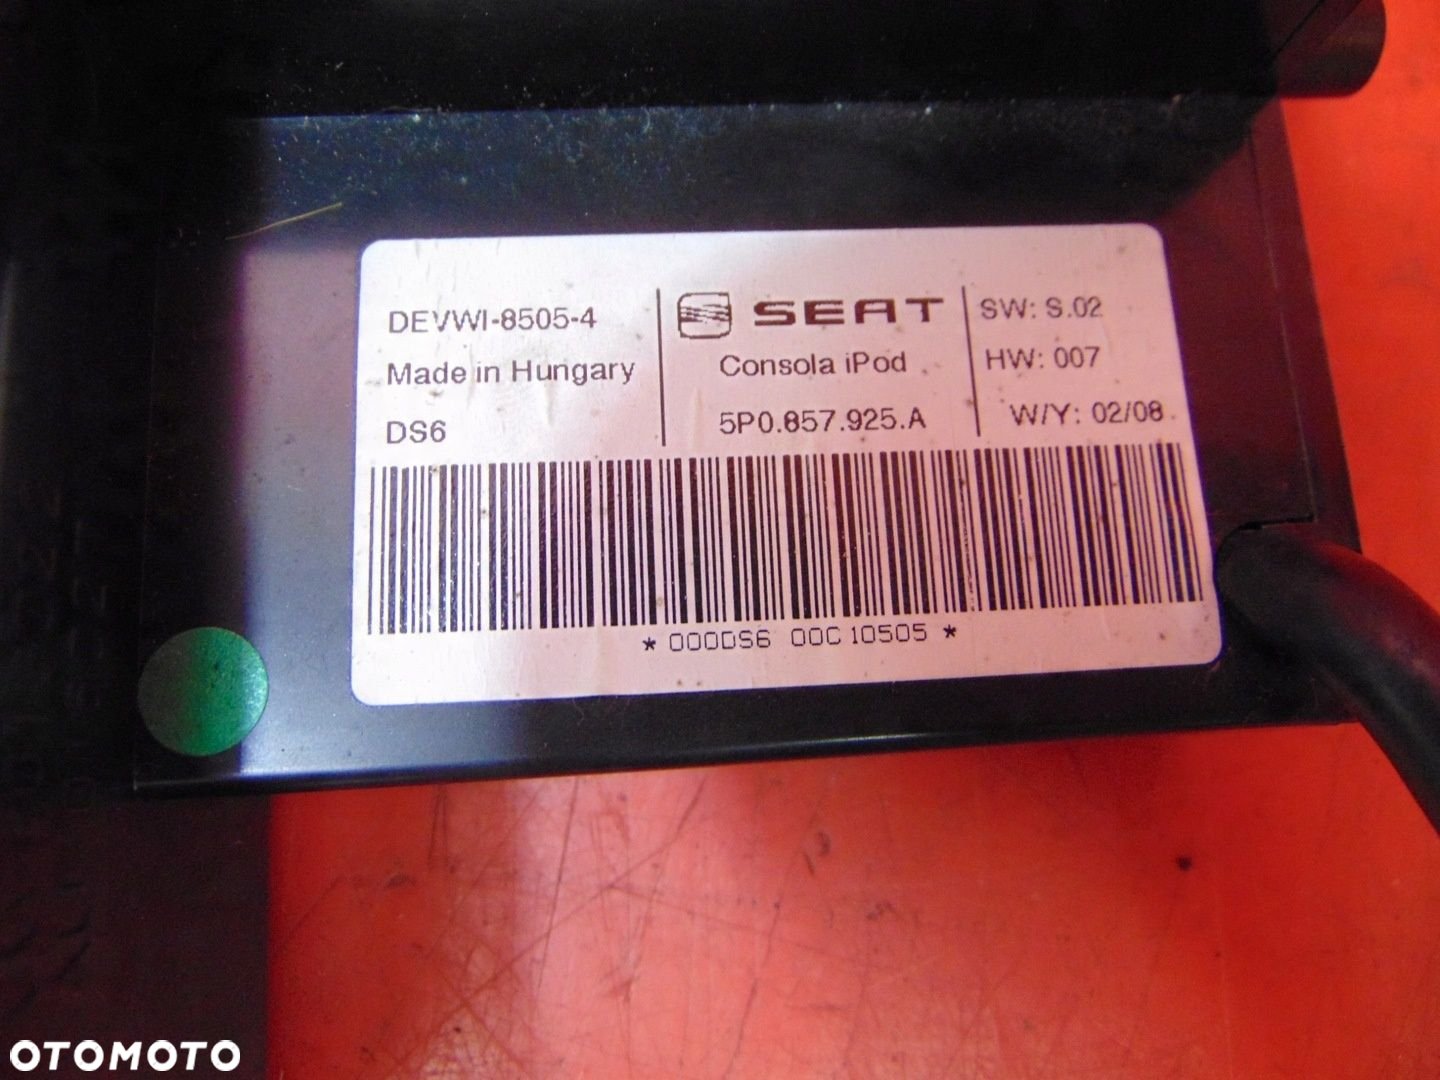 DEVWI-8505-4
Made in Hungary
DS6
SEAT
Consola iPod
5P0.857.925.A
SW: S.02
HW: 007
W/Y: 02/08
* 000DS6 00C10505 *
OTOMOTO